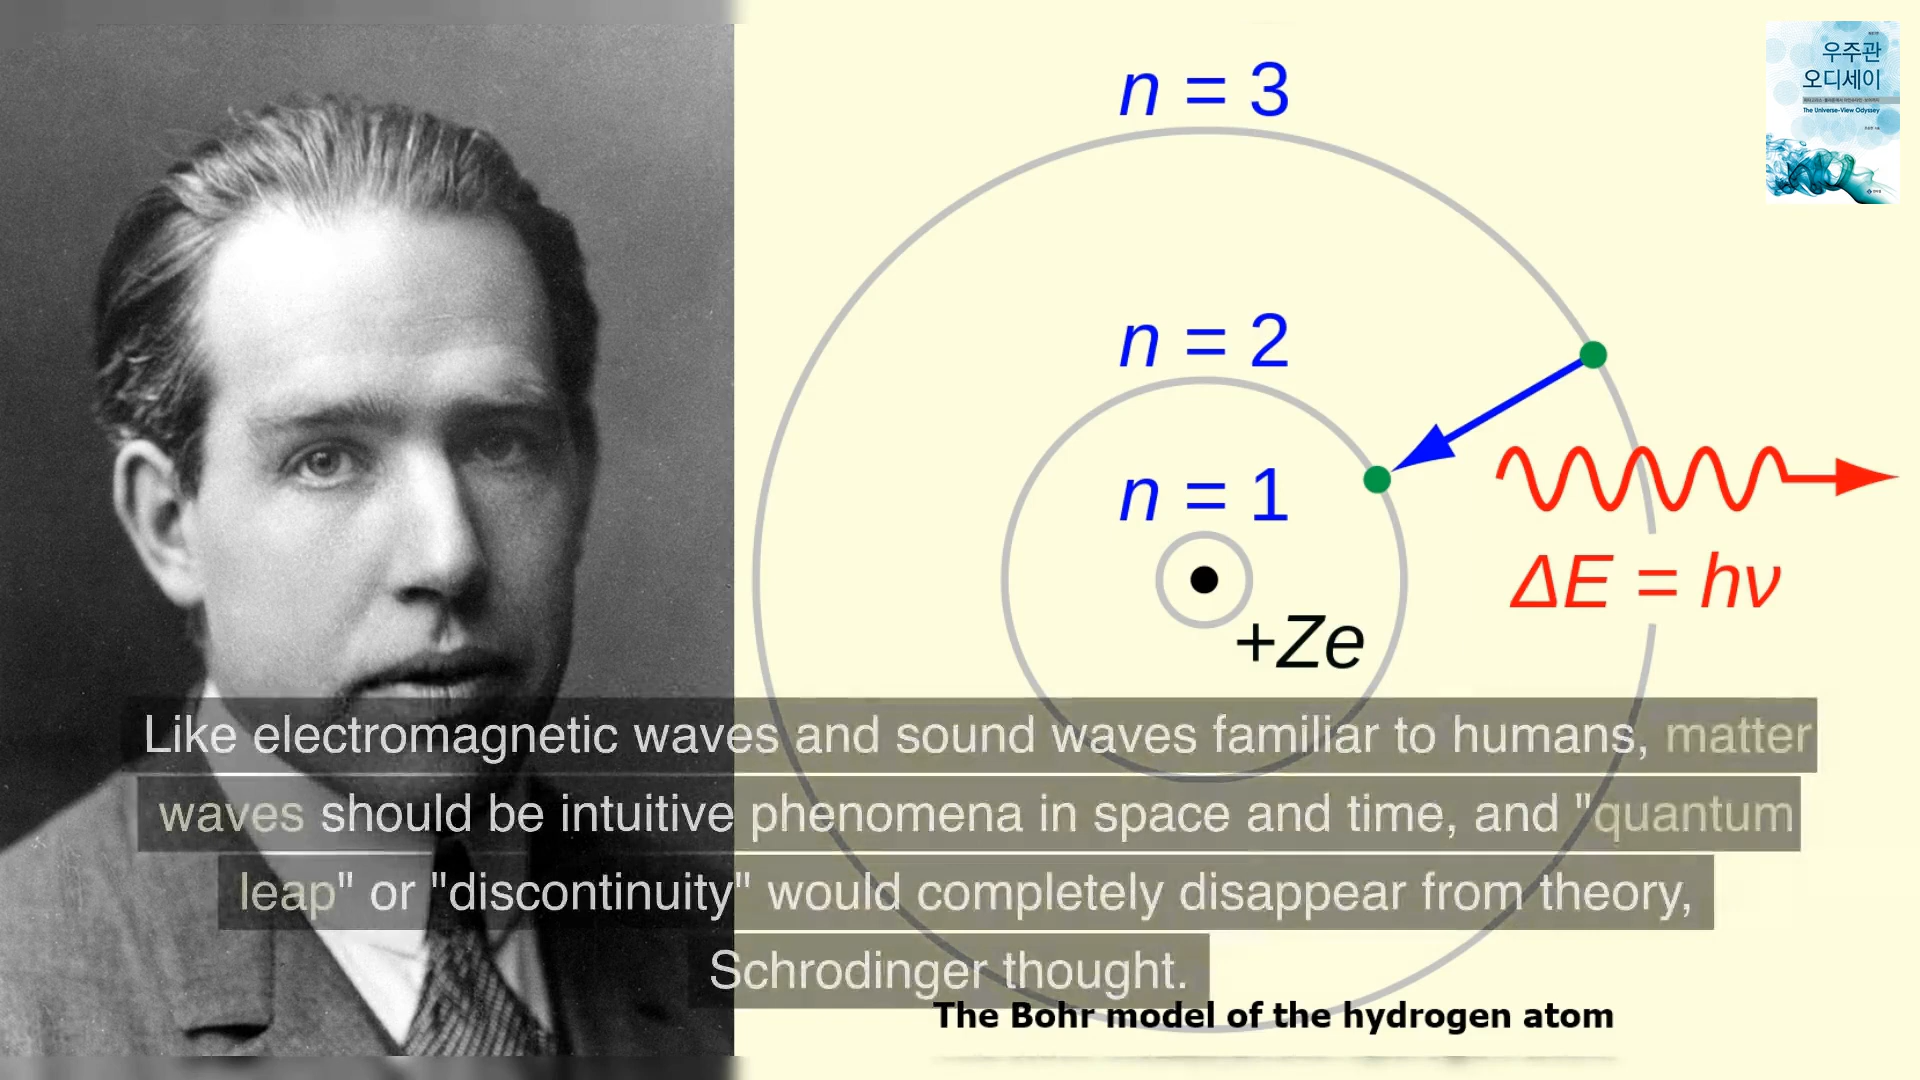 n = 3
n = 2
n = 1
+Ze
ΔE = hν
우주관
오디세이
The Universe-View Odyssey
Like electromagnetic waves and sound waves familiar to humans, matter
waves should be intuitive phenomena in space and time, and "quantum
leap" or "discontinuity" would completely disappear from theory,
Schrodinger thought.
The Bohr model of the hydrogen atom